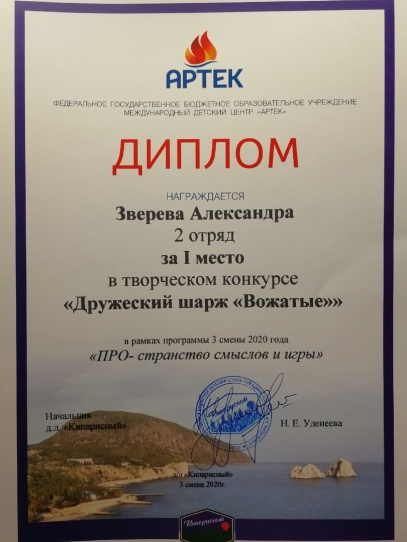 АРТЕК
ФЕДЕРАЛЬНОЕ ГОСУДАРСТВЕННОЕ БЮДЖЕТНОЕ ОБРАЗОВАТЕЛЬНОЕ УЧРЕЖДЕНИЕ
МЕЖДУНАРОДНЫЙ ДЕТСКИЙ ЦЕНТР «АРТЕК»
ДИПЛОМ
НАГРАЖДАЕТСЯ
Зверева Александра
2 отряд
за I место
в творческом конкурсе
«Дружеский шарж «Вожатые»»
в рамках программы 3 смены 2020 года
«ПРО- странство смыслов и игры»
Начальник
д.л. «Кипарисный»
Н. Е. Уденеева
д/л «Кипарисный»
3 смена 2020г.
Кипарисный